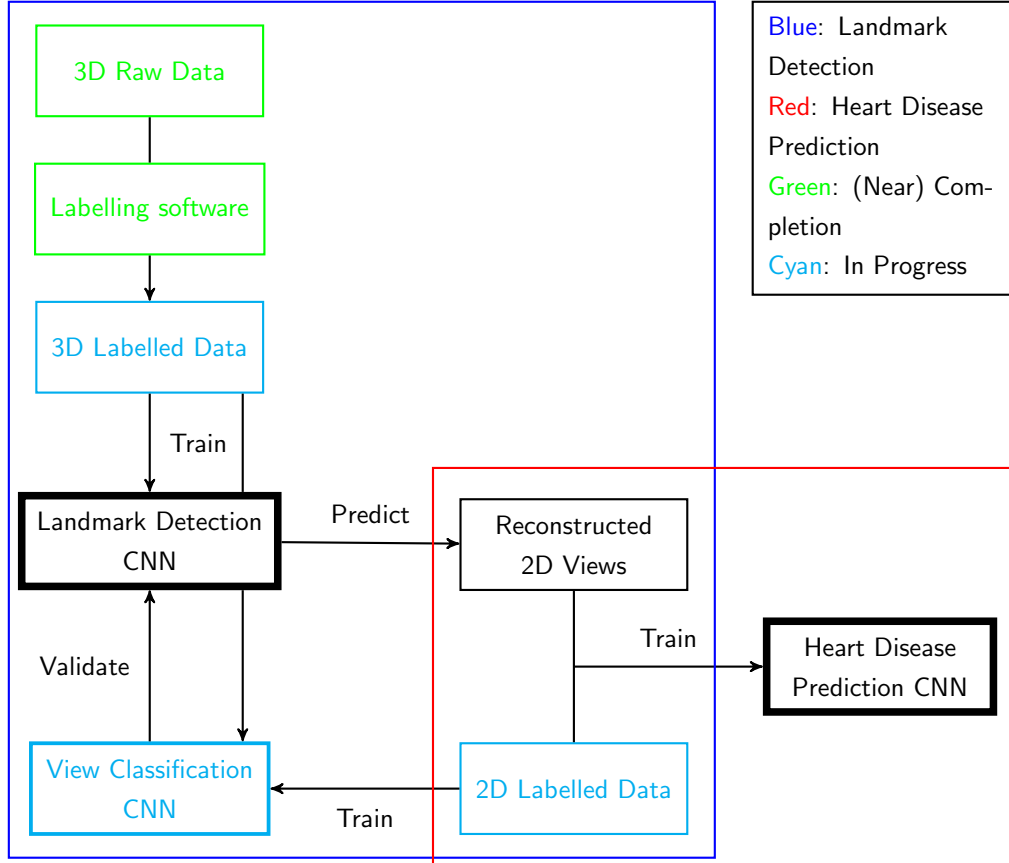 3D Raw Data
Labelling software
3D Labelled Data
Train
Landmark Detection
CNN
Predict
Reconstructed
2D Views
Validate
Train
Heart Disease
Prediction CNN
View Classification
CNN
Train
2D Labelled Data
Blue: Landmark
Detection
Red: Heart Disease
Prediction
Green: (Near) Com-
pletion
Cyan: In Progress